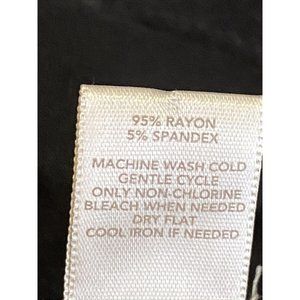 95% RAYON
5% SPANDEX
MACHINE WASH COLD
GENTLE CYCLE
ONLY NON-CHLORINE
BLEACH WHEN NEEDED
DRY FLAT
COOL IRON IF NEEDED